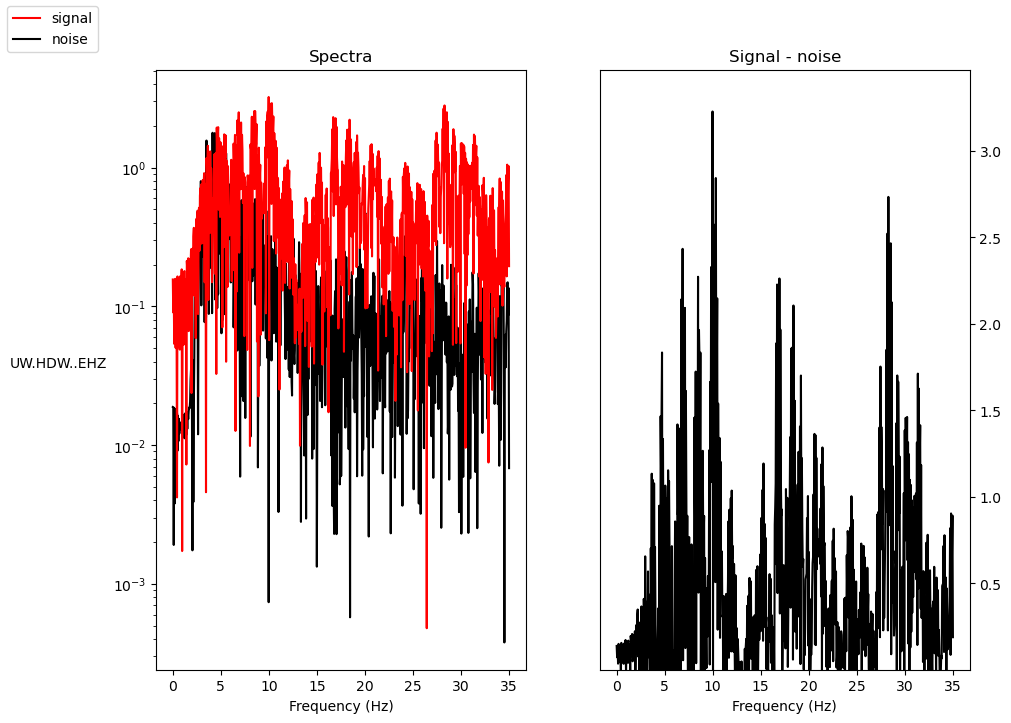 signal
noise
Spectra
Signal - noise
10^0
10^-1
10^-2
10^-3
3.0
2.5
2.0
1.5
1.0
0.5
UW.HDW..EHZ
0 5 10 15 20 25 30 35
0 5 10 15 20 25 30 35
Frequency (Hz)
Frequency (Hz)